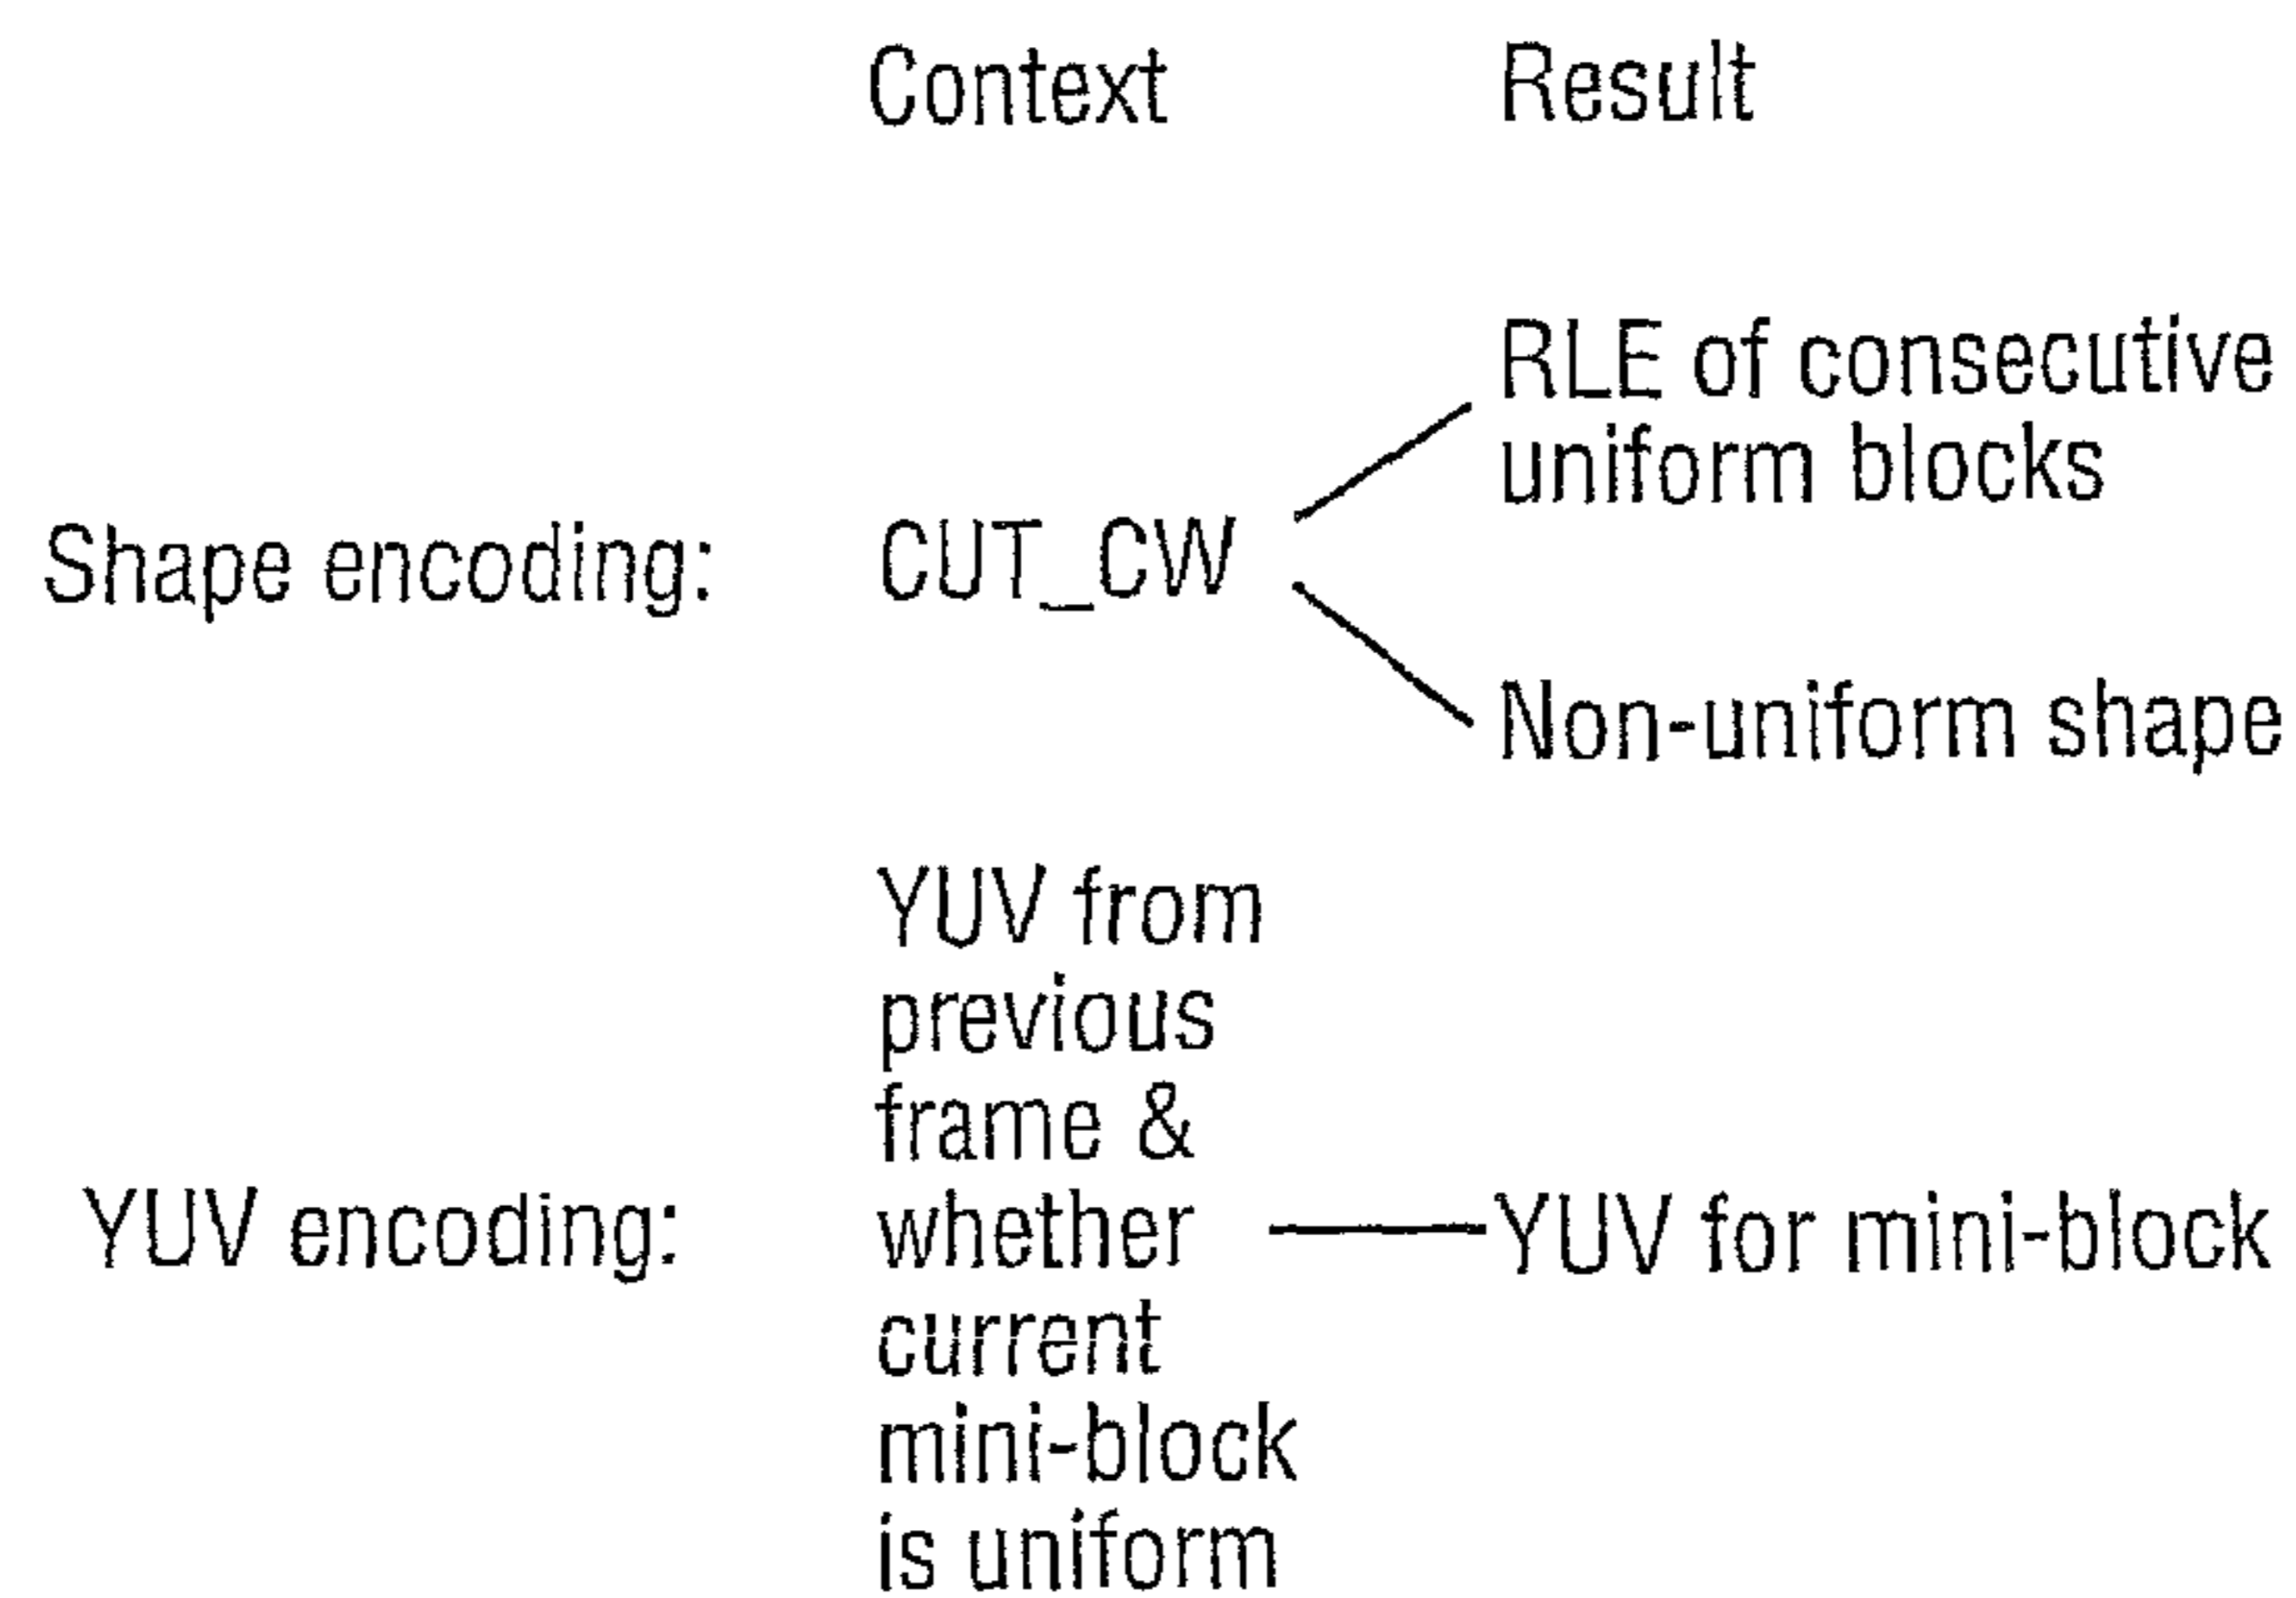 Context Result
RLE of consecutive
uniform blocks
Shape encoding: CUT_CW
Non-uniform shape
YUV from
previous
frame &
YUV encoding: whether YUV for mini-block
current
mini-block
is uniform